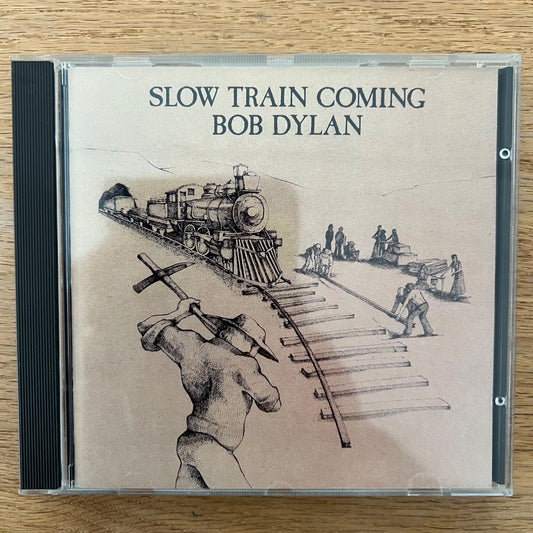 SLOW TRAIN COMING
BOB DYLAN